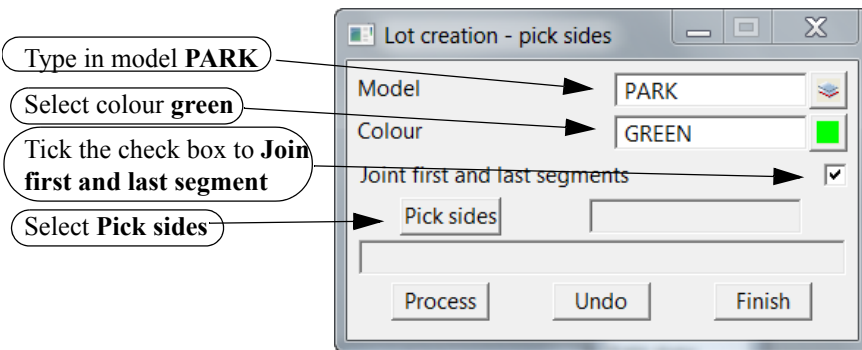 Lot creation - pick sides
Type in model PARK
Model
PARK
Select colour green
Colour
GREEN
Tick the check box to Join
first and last segment
Joint first and last segments
Select Pick sides
Pick sides
Process
Undo
Finish